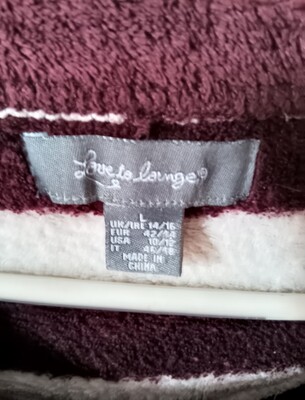 Love to lounge®
L
UK/IRE 14/16
EUR 42/44
USA 10/12
IT 46/48
MADE IN
CHINA